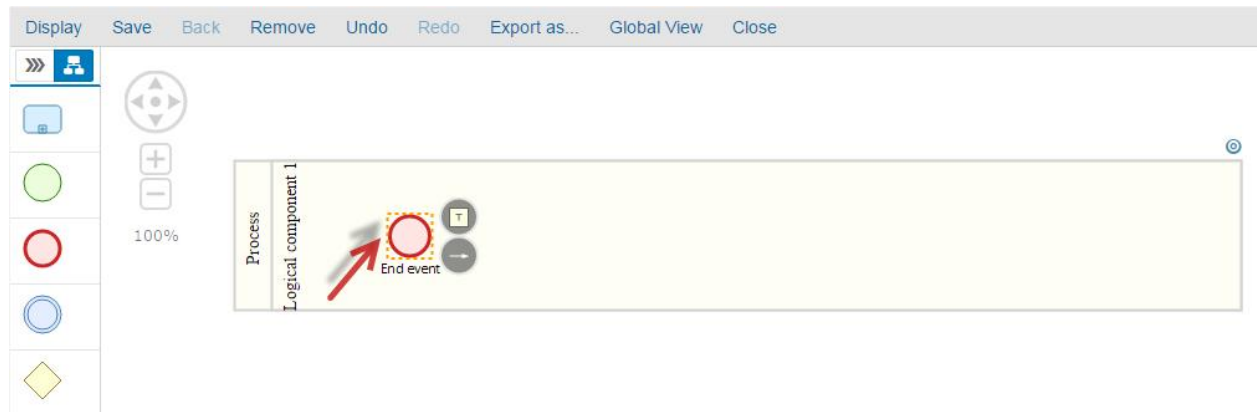 Display Save Back Remove Undo Redo Export as... Global View Close
100%
Process
Logical component 1
T
End event